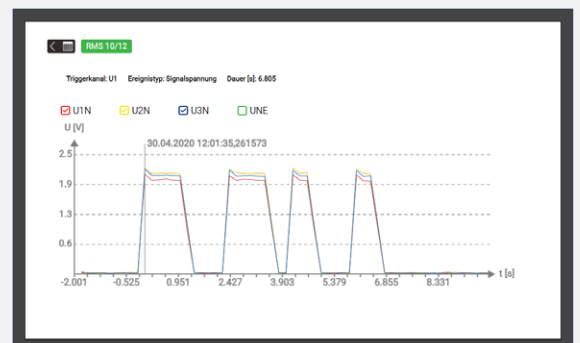 RMS 10/12
Triggerkanal: U1 Ereignistyp: Signalspannung Dauer [s]: 6.805
U1N U2N U3N UNE
U [V]
30.04.2020 12:01:35,261573
2.5
1.9
1.3
0.6
-2.001 -0.525 0.951 2.427 3.903 5.379 6.855 8.331
t [s]